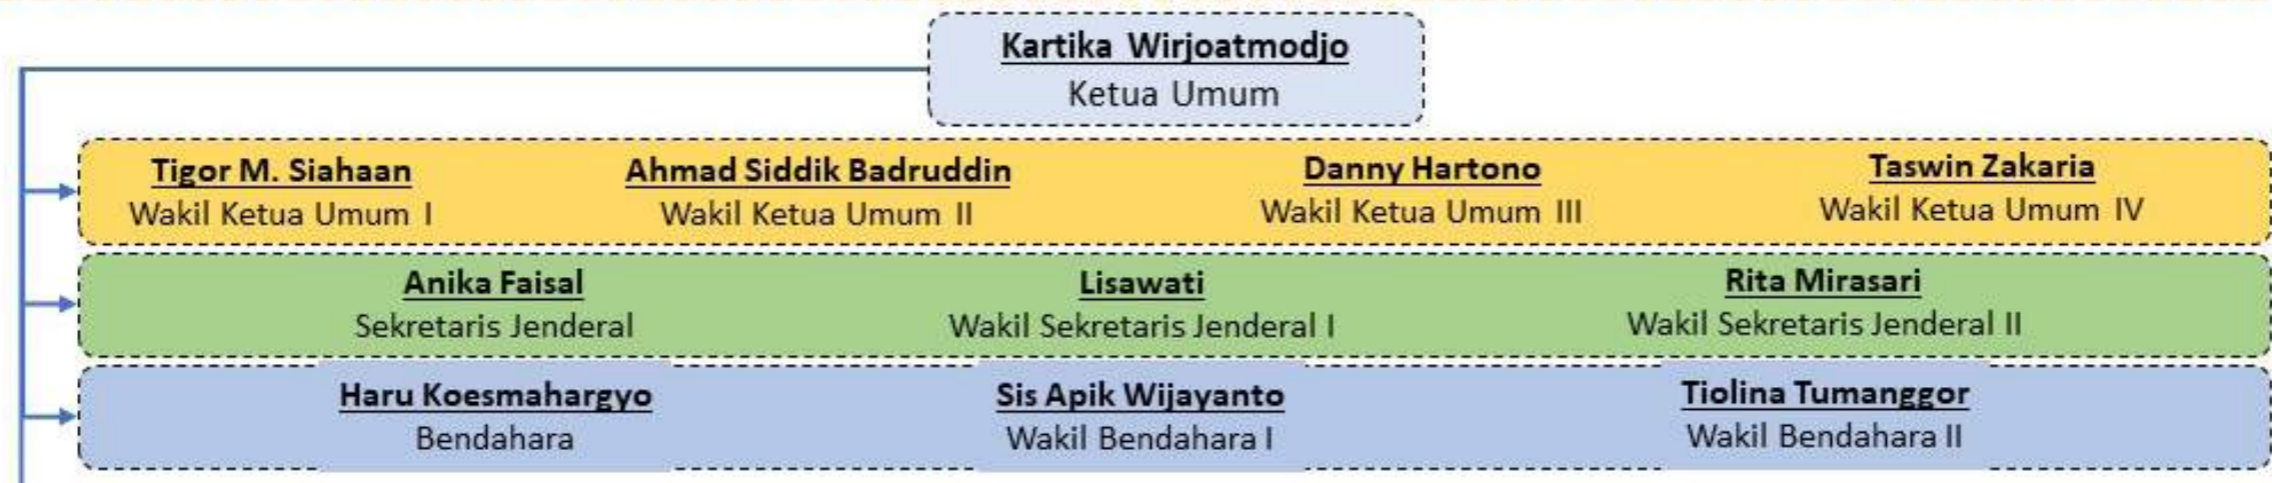 Kartika Wirjoatmodjo
Ketua Umum
Tigor M. Siahaan
Wakil Ketua Umum I
Ahmad Siddik Badruddin
Wakil Ketua Umum II
Danny Hartono
Wakil Ketua Umum III
Taswin Zakaria
Wakil Ketua Umum IV
Anika Faisal
Sekretaris Jenderal
Lisawati
Wakil Sekretaris Jenderal I
Rita Mirasari
Wakil Sekretaris Jenderal II
Haru Koesmahargyo
Bendahara
Sis Apik Wijayanto
Wakil Bendahara I
Tiolina Tumanggor
Wakil Bendahara II